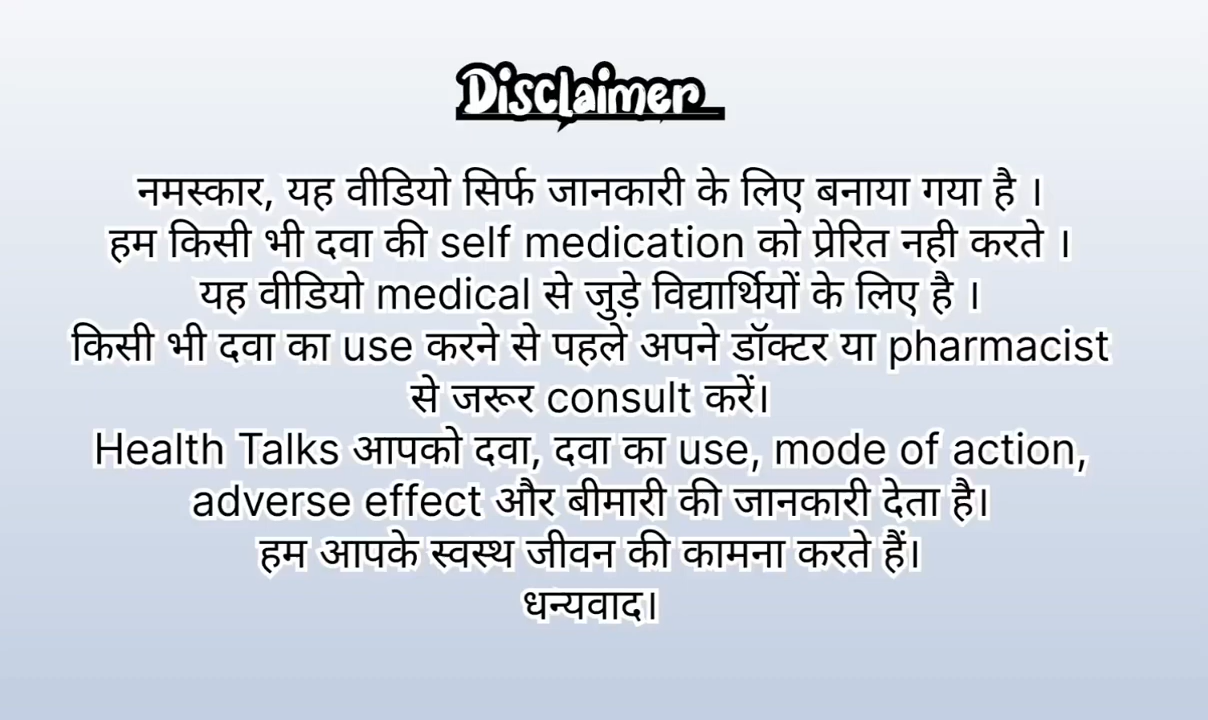 Disclaimer
नमस्कार, यह वीडियो सिर्फ जानकारी के लिए बनाया गया है ।
हम किसी भी दवा की self medication को प्रेरित नही करते ।
यह वीडियो medical से जुड़े विद्यार्थियों के लिए है ।
किसी भी दवा का use करने से पहले अपने डॉक्टर या pharmacist
से जरूर consult करें।
Health Talks आपको दवा, दवा का use, mode of action,
adverse effect और बीमारी की जानकारी देता है।
हम आपके स्वस्थ जीवन की कामना करते हैं।
धन्यवाद।